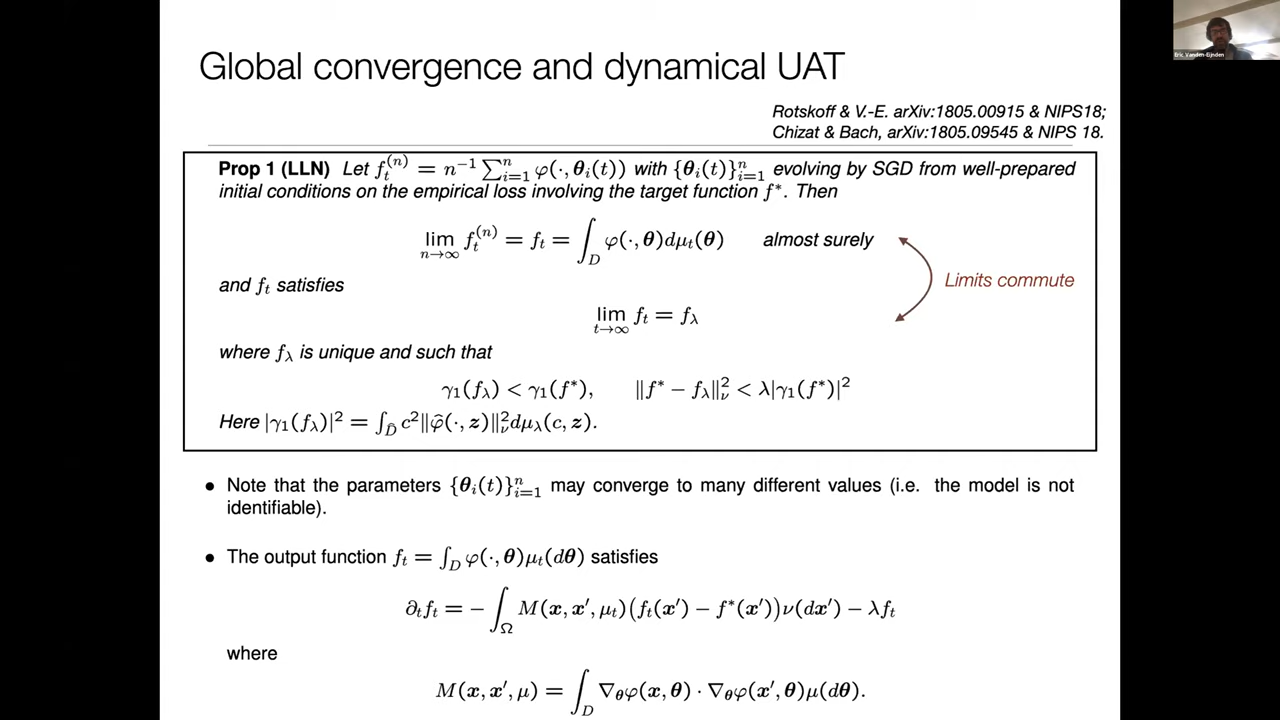 Eric Vanden-Eijnden
Global convergence and dynamical UAT
Rotskoff & V.-E. arXiv:1805.00915 & NIPS18;
Chizat & Bach, arXiv:1805.09545 & NIPS 18.
Prop 1 (LLN) Let f_t^{(n)} = n^{-1} ∑_{i=1}^n φ(·, θ_i(t)) with {θ_i(t)}_{i=1}^n evolving by SGD from well-prepared
initial conditions on the empirical loss involving the target function f*. Then
lim_{n→∞} f_t^{(n)} = f_t = ∫_D φ(·, θ)dμ_t(θ) almost surely
Limits commute
and f_t satisfies
lim_{t→∞} f_t = f_λ
where f_λ is unique and such that
γ_1(f_λ) < γ_1(f*), ‖f* − f_λ‖_ν^2 < λ|γ_1(f*)|^2
Here |γ_1(f_λ)|^2 = ∫_{D̂} c^2‖φ̂(·, z)‖_ν^2 dμ_λ(c, z).
• Note that the parameters {θ_i(t)}_{i=1}^n may converge to many different values (i.e. the model is not
identifiable).
• The output function f_t = ∫_D φ(·, θ)μ_t(dθ) satisfies
∂_t f_t = − ∫_Ω M(x, x′, μ_t)(f_t(x′) − f*(x′))ν(dx′) − λf_t
where
M(x, x′, μ) = ∫_D ∇_θφ(x, θ) · ∇_θφ(x′, θ)μ(dθ).